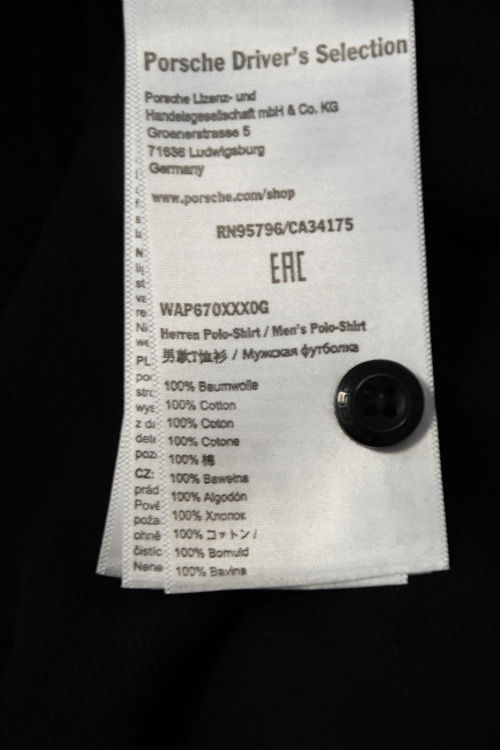 Porsche Driver's Selection
Porsche Lizenz- und
Handelsgesellschaft mbH & Co. KG
Groenerstrasse 5
71636 Ludwigsburg
Germany
www.porsche.com/shop
RN95796/CA34175
EAC
WAP670XXX0G
Herren Polo-Shirt / Men's Polo-Shirt
男款T恤衫 / Мужская футболка
100% Baumwolle
100% Cotton
100% Coton
100% Cotone
100% 棉
100% Bawełna
100% Algodón
100% Хлопок
100% コットン /
100% Bomuld
100% Bavlna
PL:
CZ: